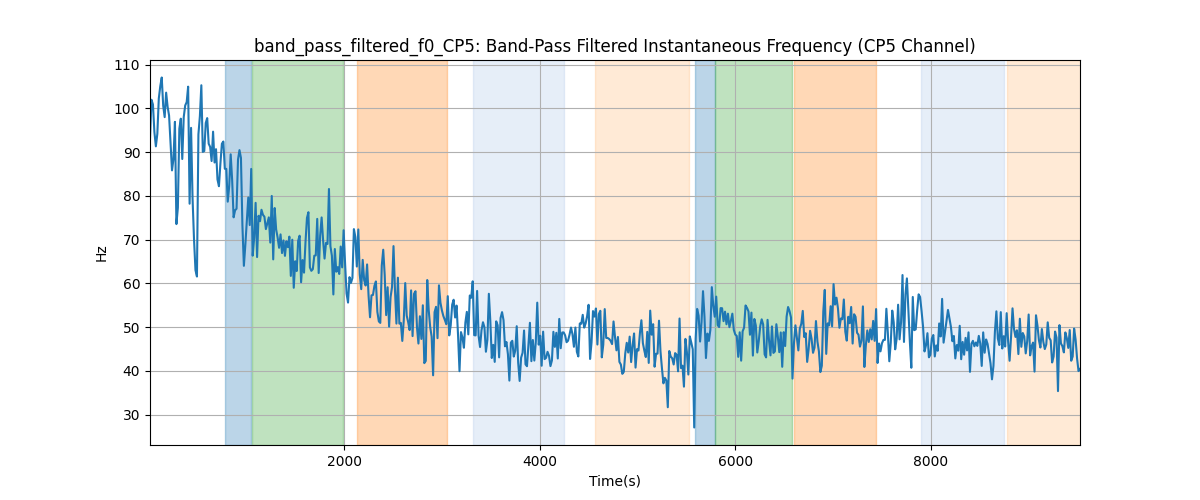 band_pass_filtered_f0_CP5: Band-Pass Filtered Instantaneous Frequency (CP5 Channel)
110
100
90
80
70
60
50
40
30
Hz
2000 4000 6000 8000
Time(s)